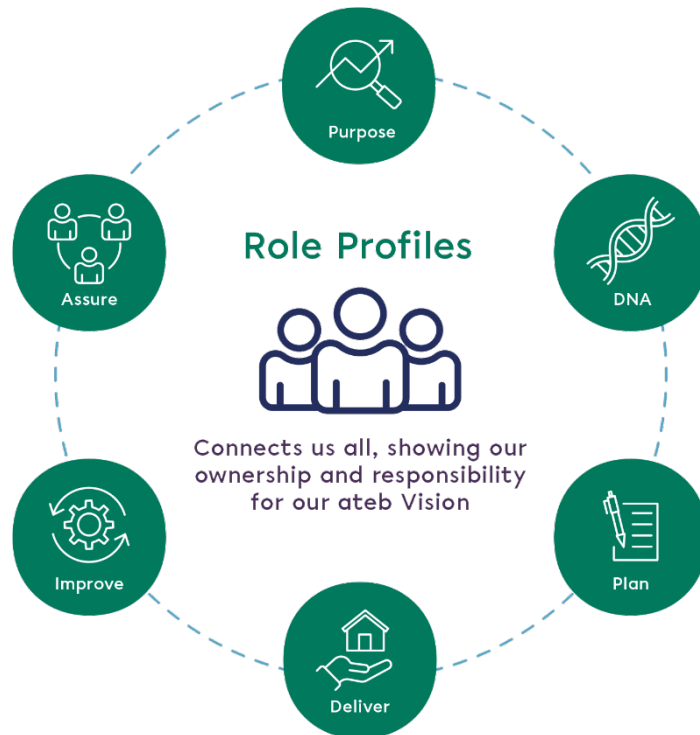 Purpose
Assure
DNA
Role Profiles
Connects us all, showing our
ownership and responsibility
for our ateb Vision
Improve
Plan
Deliver